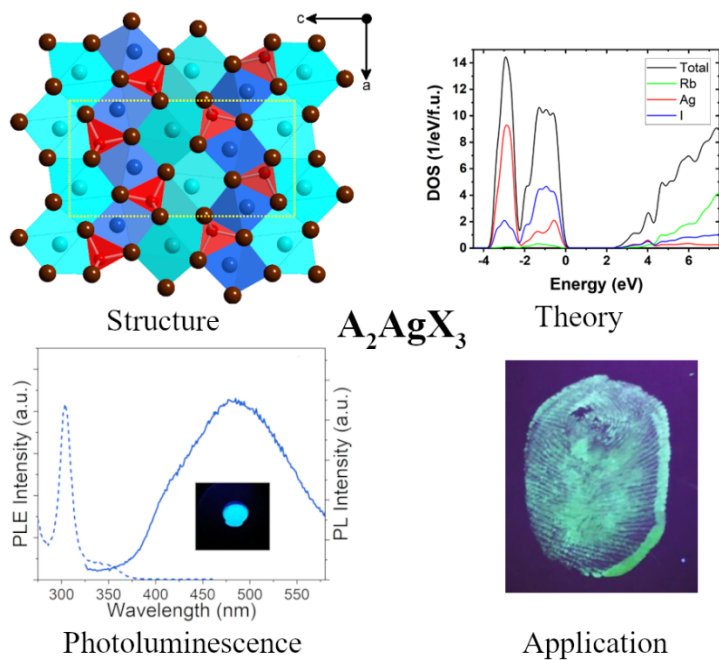 c
a
Structure
14
12
10
8
6
4
2
0
DOS (1/eV/f.u.)
Total
Rb
Ag
I
-4 -2 0 2 4 6
Energy (eV)
Theory
A₂AgX₃
PLE Intensity (a.u.)
PL Intensity (a.u.)
300 350 400 450 500 550
Wavelength (nm)
Photoluminescence
Application